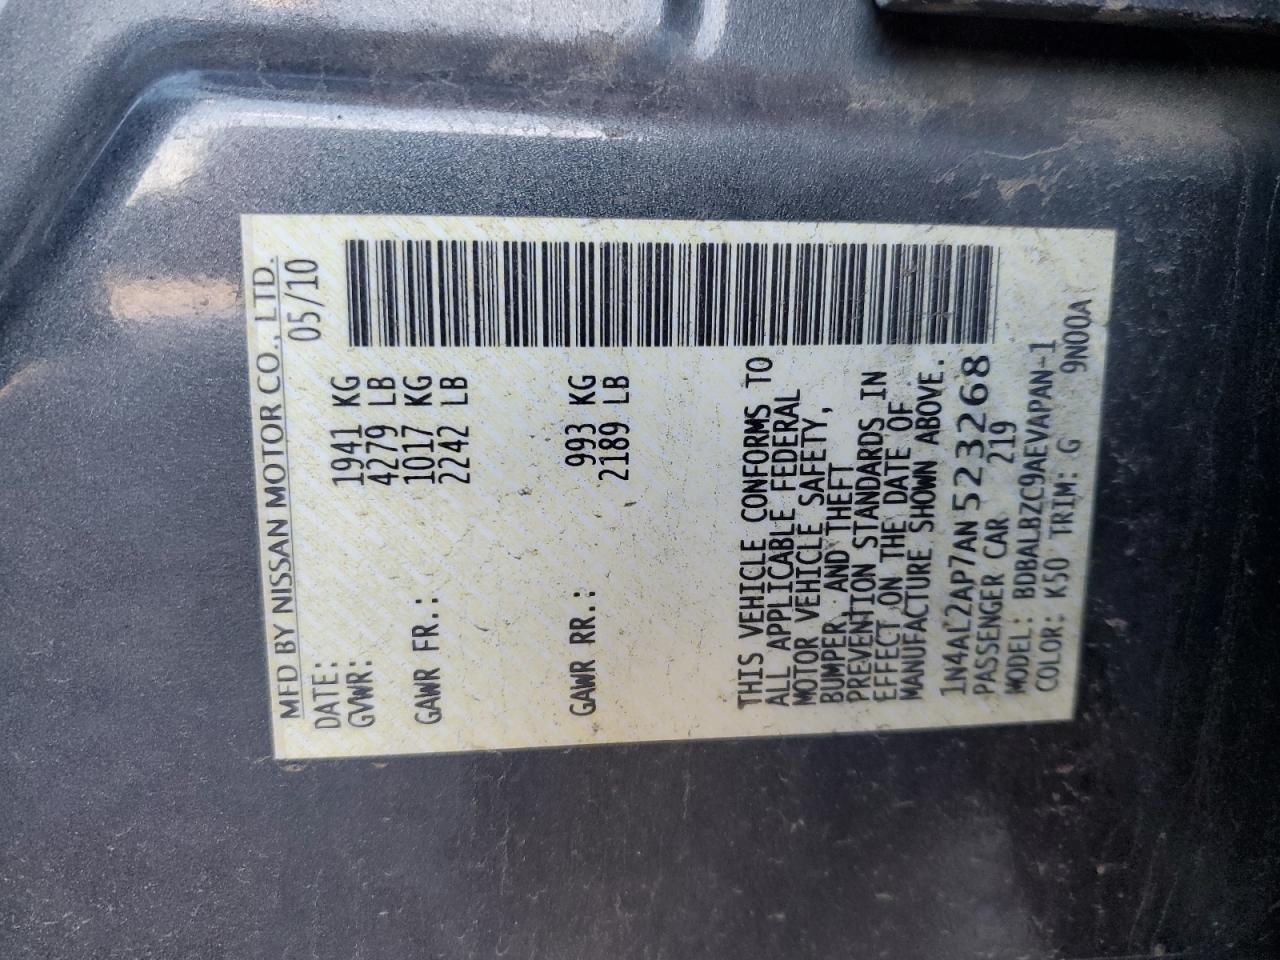 MFD BY NISSAN MOTOR CO., LTD.
DATE: 05/10
GVWR: 1941 KG
4279 LB
GAWR FR.: 1017 KG
2242 LB
GAWR RR.: 993 KG
2189 LB
THIS VEHICLE CONFORMS TO
ALL APPLICABLE FEDERAL
MOTOR VEHICLE SAFETY,
BUMPER, AND THEFT
PREVENTION STANDARDS IN
EFFECT ON THE DATE OF
MANUFACTURE SHOWN ABOVE.
1N4AL2AP7AN523268
PASSENGER CAR 219
MODEL: BDBALBZC9AEVAPAN-1
COLOR: K50 TRIM: G 9N00A